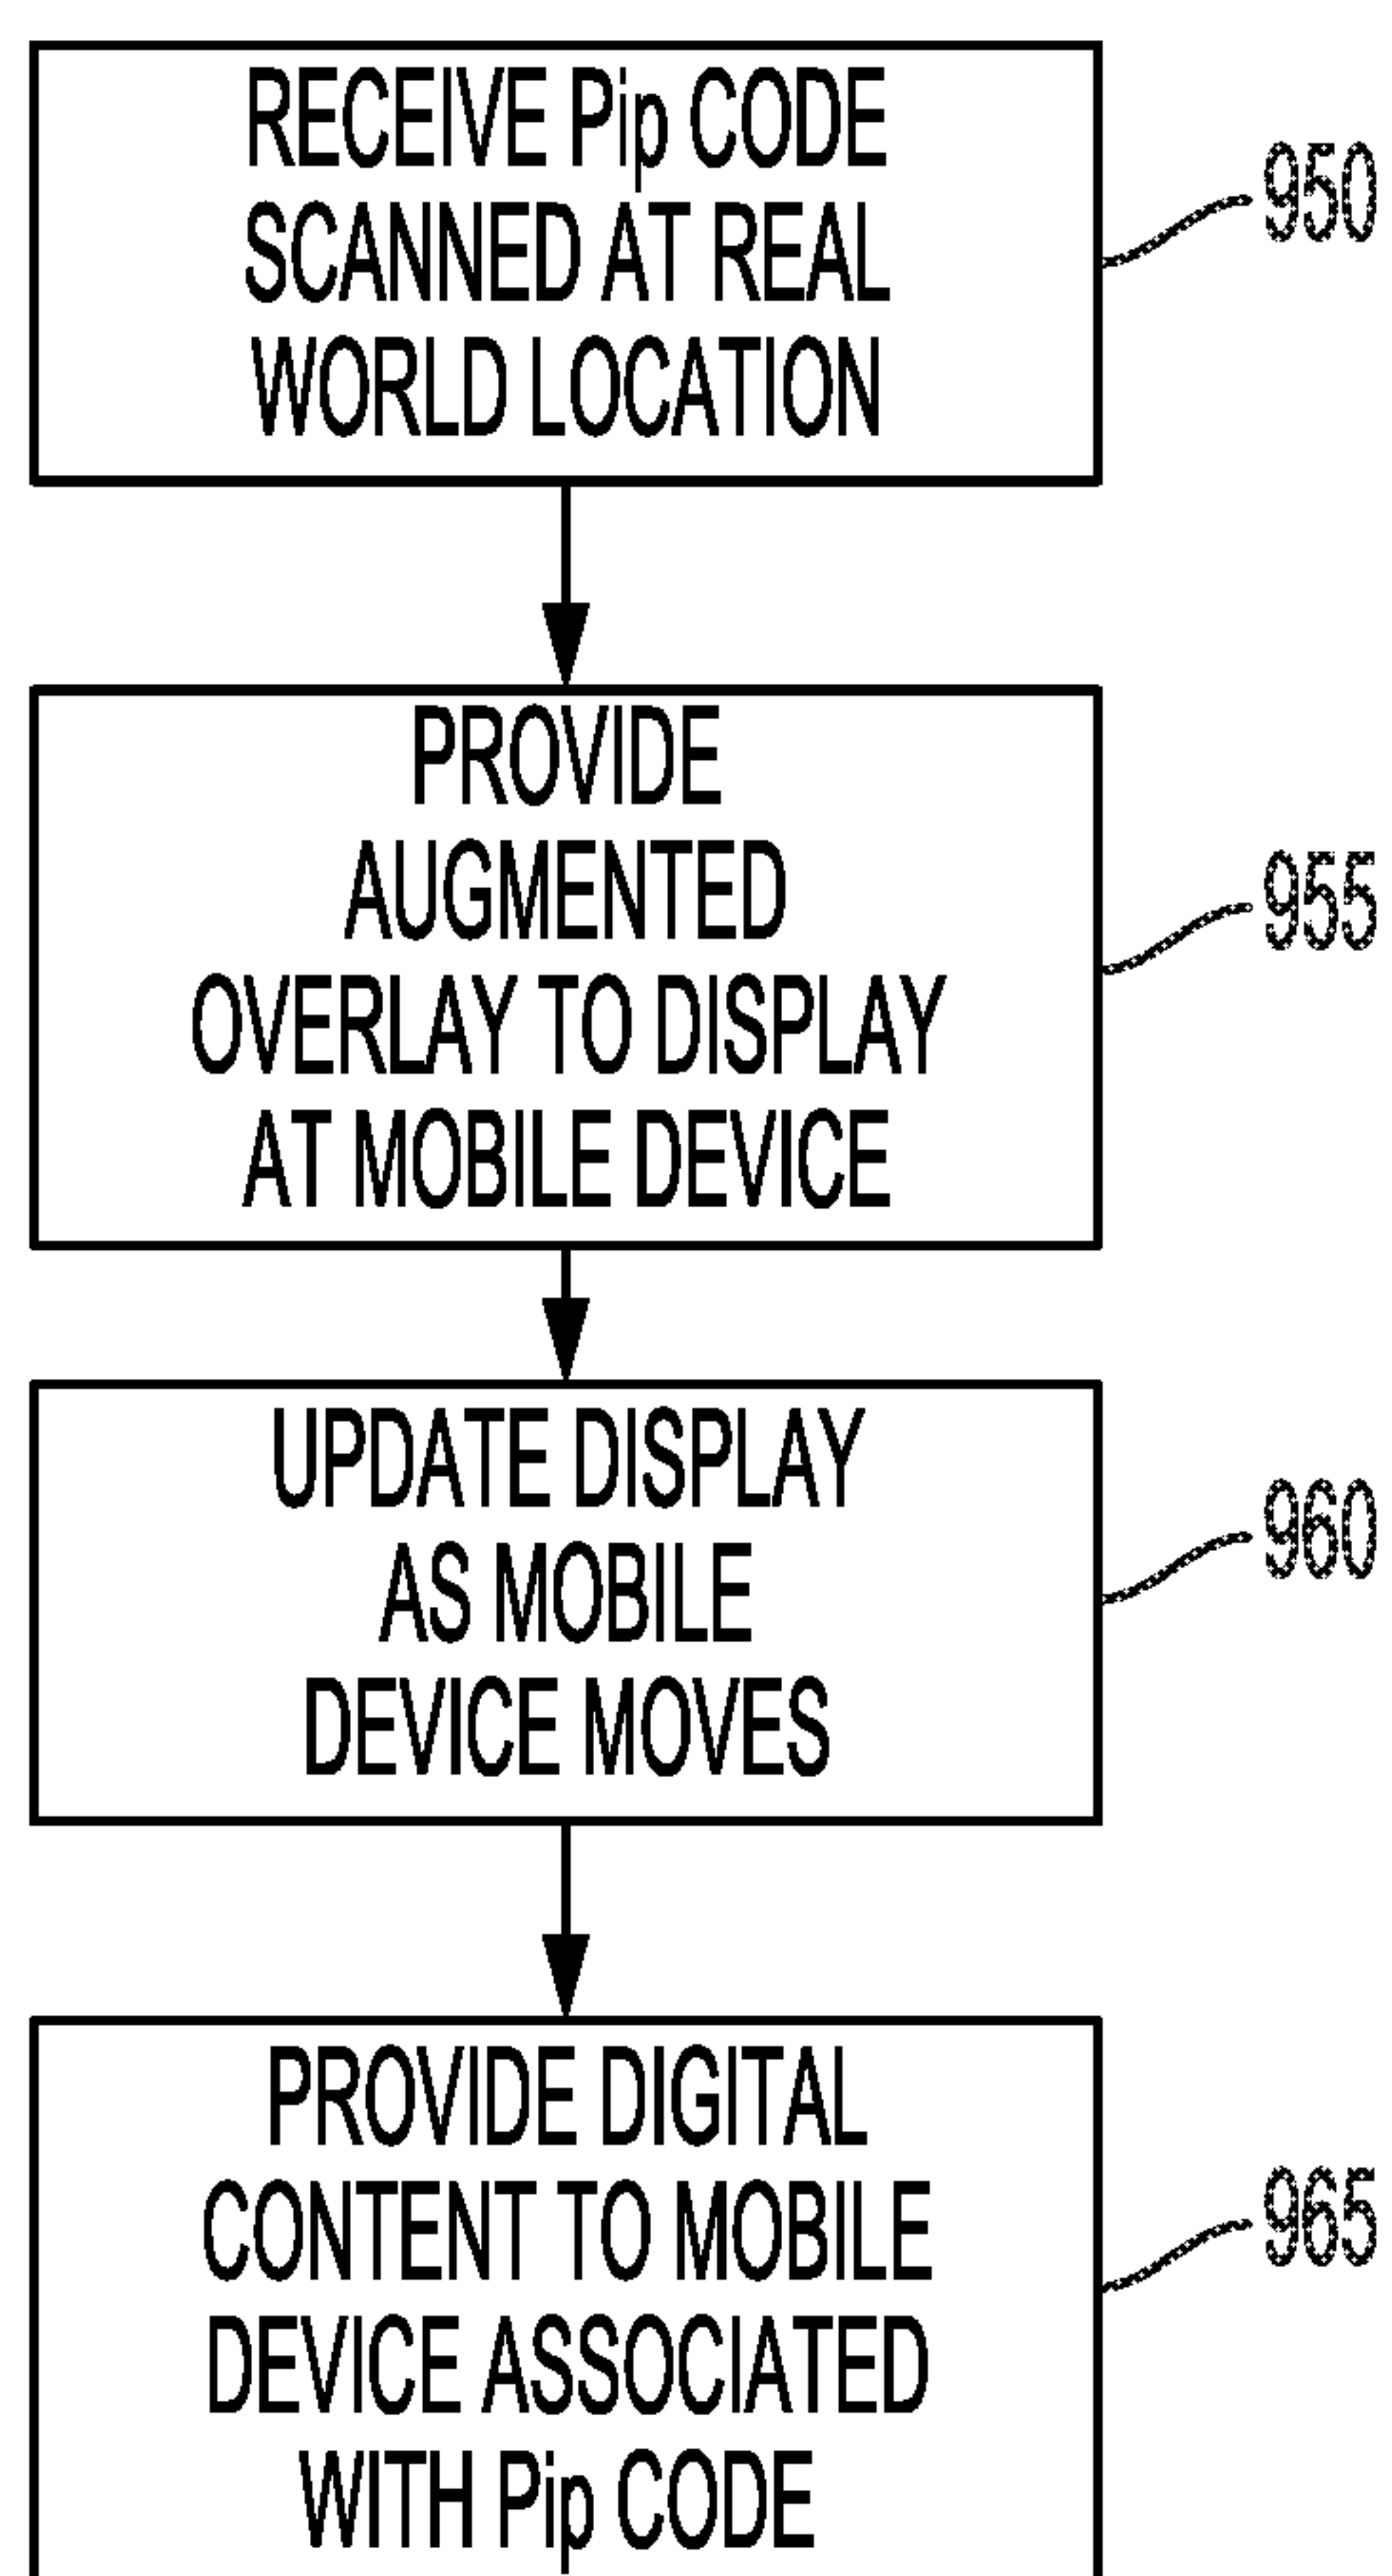 RECEIVE Pip CODE
SCANNED AT REAL
WORLD LOCATION
950
PROVIDE
AUGMENTED
OVERLAY TO DISPLAY
AT MOBILE DEVICE
955
UPDATE DISPLAY
AS MOBILE
DEVICE MOVES
960
PROVIDE DIGITAL
CONTENT TO MOBILE
DEVICE ASSOCIATED
WITH Pip CODE
965